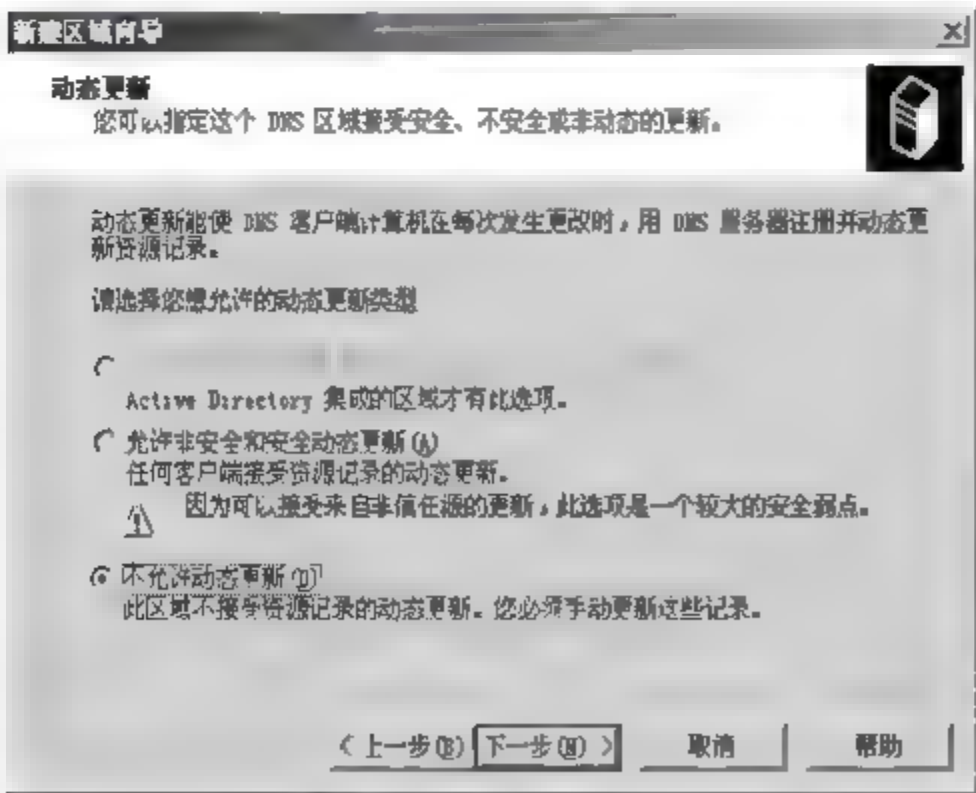 新建区域向导
动态更新
您可以指定这个 DNS 区域接受安全、不安全或非动态的更新。
动态更新能使 DNS 客户端计算机在每次发生更改时，用 DNS 服务器注册并动态更
新资源记录。
请选择您想允许的动态更新类型
Active Directory 集成的区域才有此选项。
允许非安全和安全动态更新(A)
任何客户端接受资源记录的动态更新。
因为可以接受来自非信任源的更新，此选项是一个较大的安全弱点。
不允许动态更新(D)
此区域不接受资源记录的动态更新。您必须手动更新这些记录。
< 上一步(B) 下一步(N) > 取消 帮助